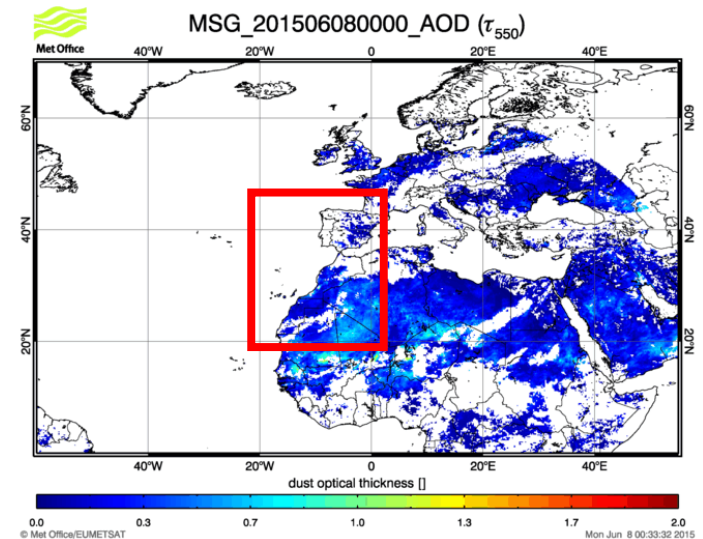 MSG_201506080000_AOD (τ550)
Met Office
40°W 20°W 0 20°E 40°E
60°N 60°N
40°N 40°N
20°N 20°N
40°W 20°W 0 20°E 40°E
dust optical thickness []
0.0 0.3 0.7 1.0 1.3 1.7 2.0
© Met Office/EUMETSAT Mon Jun 8 00:33:32 2015